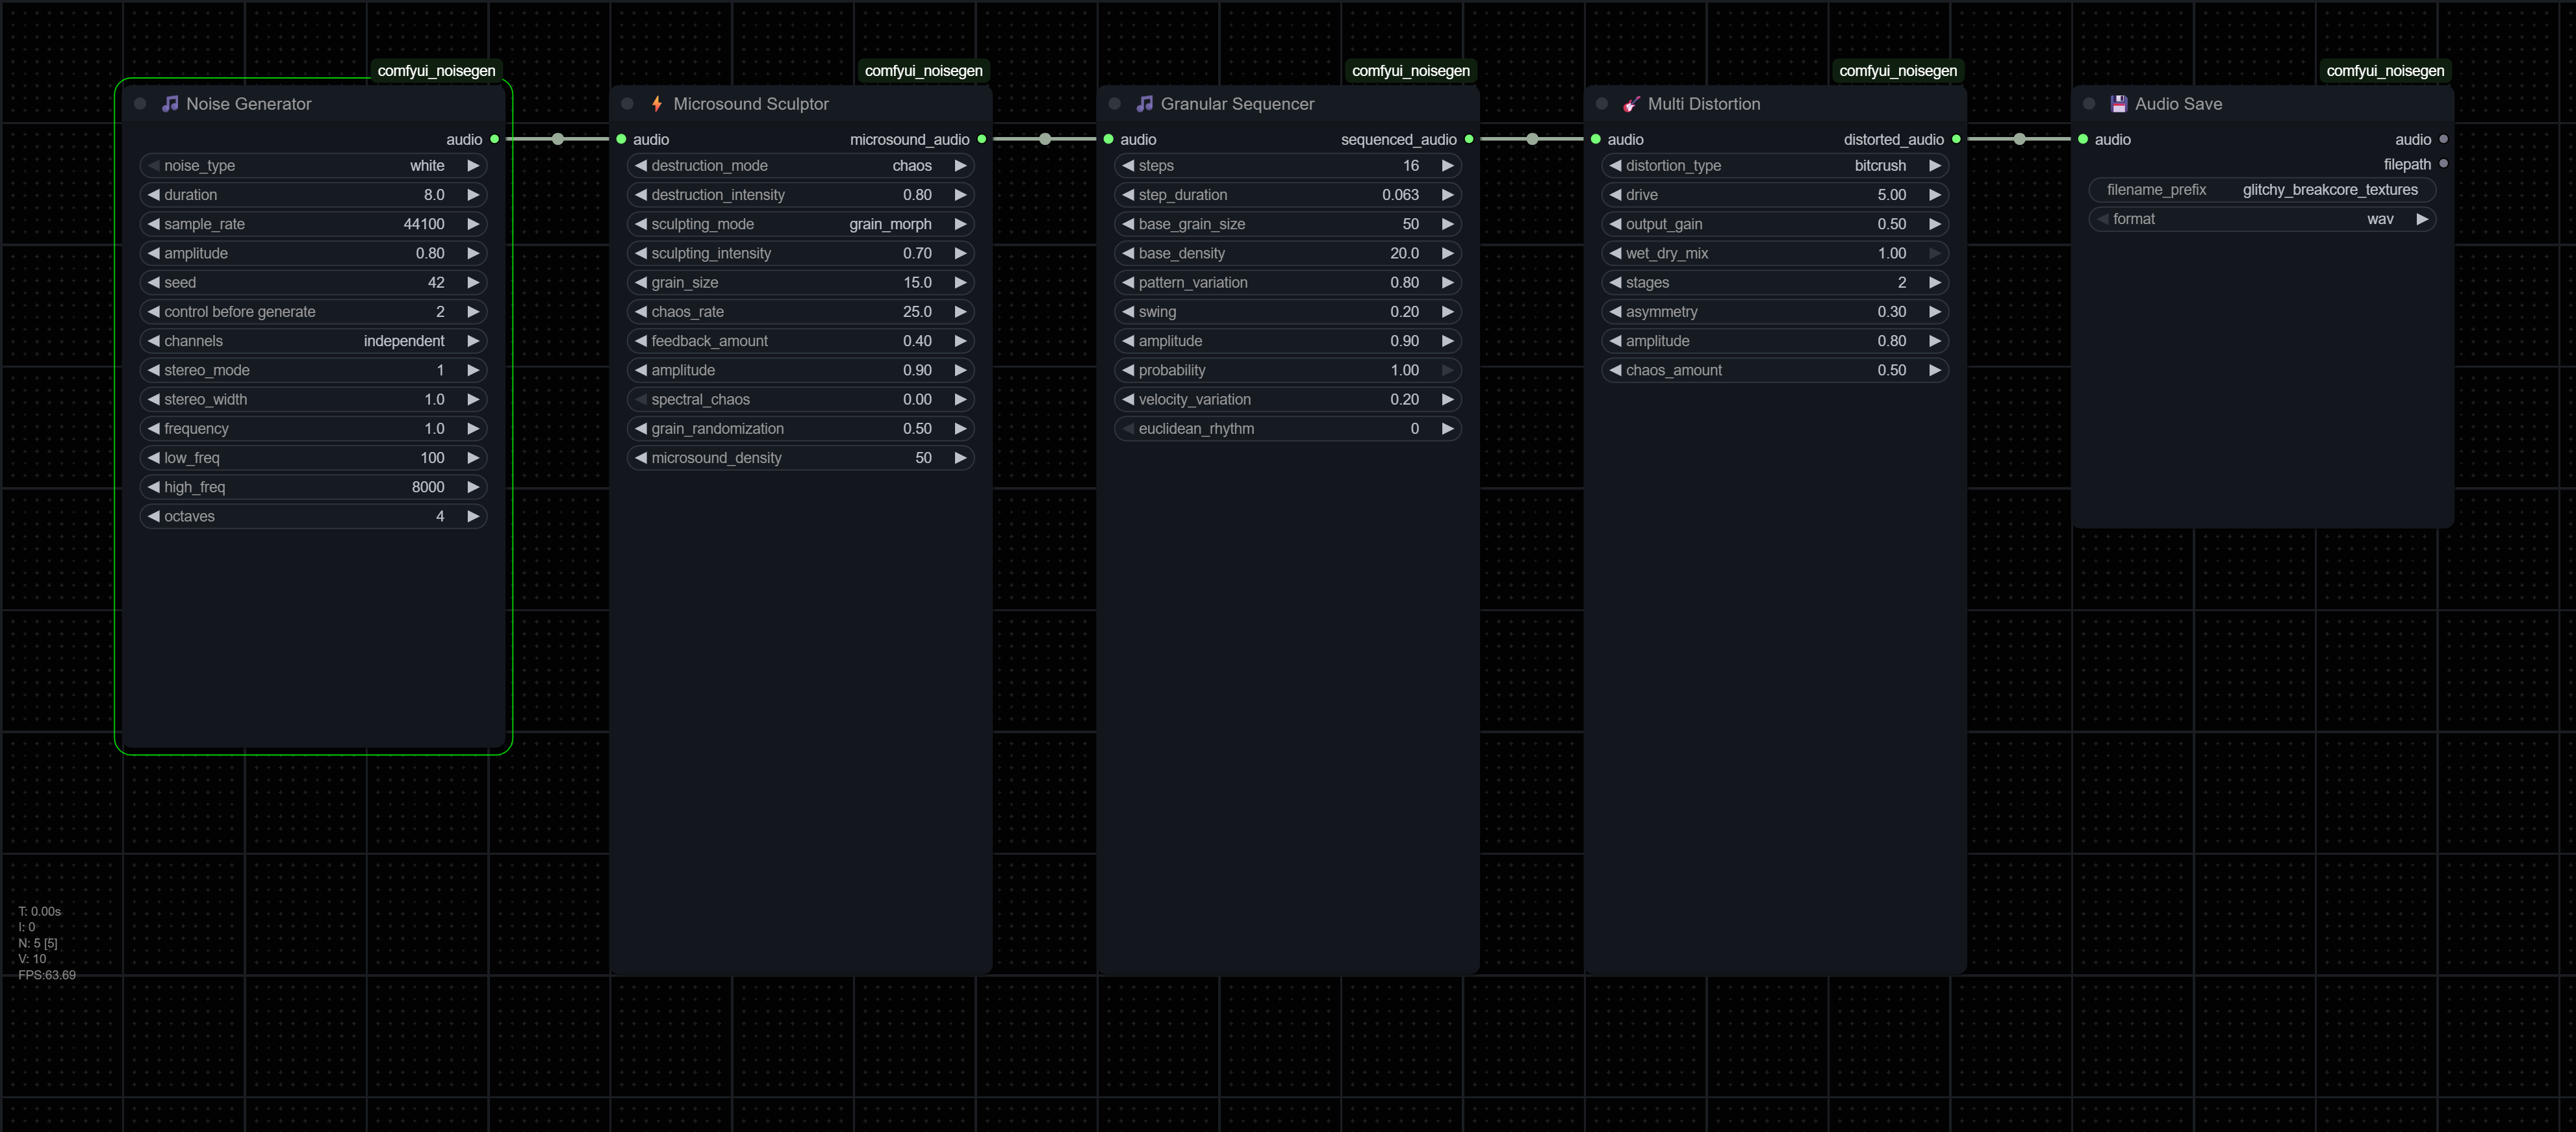 comfyui_noisegen
Noise Generator
audio
noise_type white
duration 8.0
sample_rate 44100
amplitude 0.80
seed 42
control before generate 2
channels independent
stereo_mode 1
stereo_width 1.0
frequency 1.0
low_freq 100
high_freq 8000
octaves 4
comfyui_noisegen
Microsound Sculptor
audio microsound_audio
destruction_mode chaos
destruction_intensity 0.80
sculpting_mode grain_morph
sculpting_intensity 0.70
grain_size 15.0
chaos_rate 25.0
feedback_amount 0.40
amplitude 0.90
spectral_chaos 0.00
grain_randomization 0.50
microsound_density 50
comfyui_noisegen
Granular Sequencer
audio sequenced_audio
steps 16
step_duration 0.063
base_grain_size 50
base_density 20.0
pattern_variation 0.80
swing 0.20
amplitude 0.90
probability 1.00
velocity_variation 0.20
euclidean_rhythm 0
comfyui_noisegen
Multi Distortion
audio distorted_audio
distortion_type bitcrush
drive 5.00
output_gain 0.50
wet_dry_mix 1.00
stages 2
asymmetry 0.30
amplitude 0.80
chaos_amount 0.50
comfyui_noisegen
Audio Save
audio audio
filepath
filename_prefix glitchy_breakcore_textures
format wav
T: 0.00s
I: 0
N: 5 [5]
V: 10
FPS:63.69